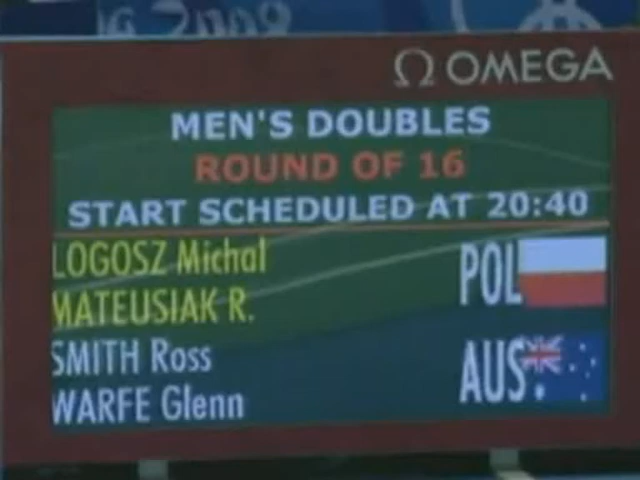 2008
Ω OMEGA
MEN'S DOUBLES
ROUND OF 16
START SCHEDULED AT 20:40
LOGOSZ Michal
MATEUSIAK R.
POL
SMITH Ross
WARFE Glenn
AUS